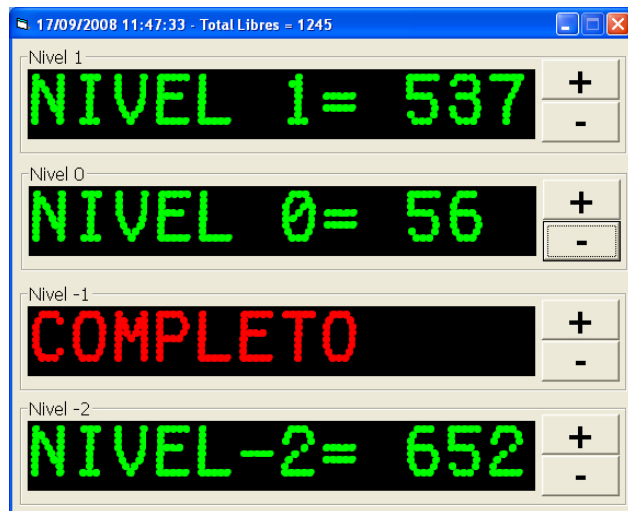 17/09/2008 11:47:33 - Total Libres = 1245
Nivel 1
NIVEL 1= 537
+
-
Nivel 0
NIVEL 0= 56
+
-
Nivel -1
COMPLETO
+
-
Nivel -2
NIVEL-2= 652
+
-